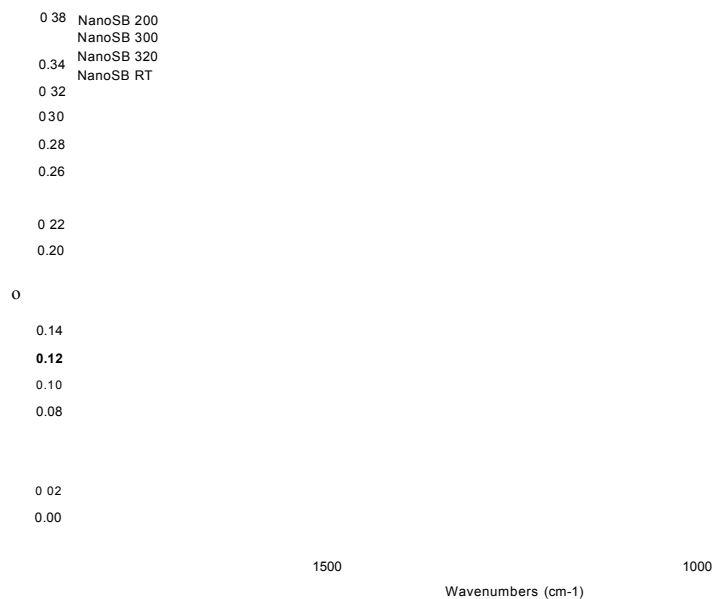 0 38 NanoSB 200
NanoSB 300
NanoSB 320
0.34
NanoSB RT
0 32
030
0.28
0.26
0 22
0.20
o
0.14
0.12
0.10
0.08
0 02
0.00
1500 1000
Wavenumbers (cm-1)